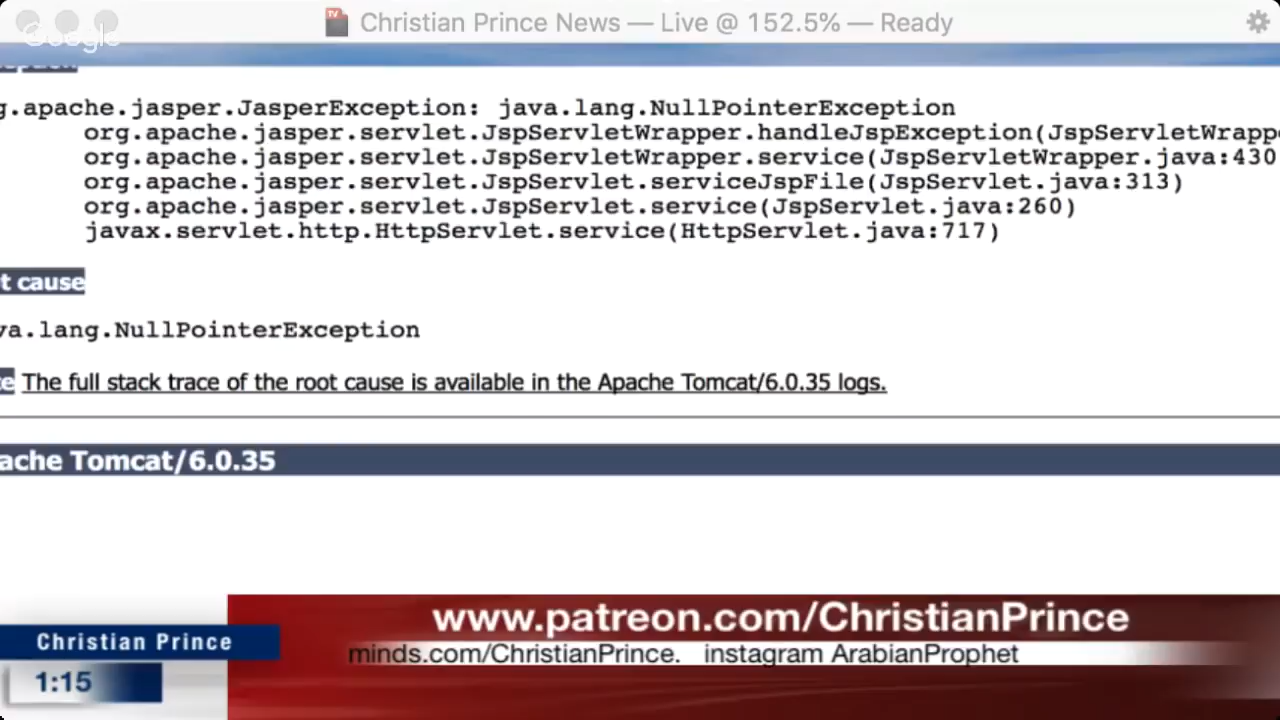 TV
Christian Prince News — Live @ 152.5% — Ready
Google
g.apache.jasper.JasperException: java.lang.NullPointerException
org.apache.jasper.servlet.JspServletWrapper.handleJspException(JspServletWrapp
org.apache.jasper.servlet.JspServletWrapper.service(JspServletWrapper.java:430
org.apache.jasper.servlet.JspServlet.serviceJspFile(JspServlet.java:313)
org.apache.jasper.servlet.JspServlet.service(JspServlet.java:260)
javax.servlet.http.HttpServlet.service(HttpServlet.java:717)
t cause
va.lang.NullPointerException
te The full stack trace of the root cause is available in the Apache Tomcat/6.0.35 logs.
ache Tomcat/6.0.35
www.patreon.com/ChristianPrince
Christian Prince
minds.com/ChristianPrince. instagram ArabianProphet
1:15